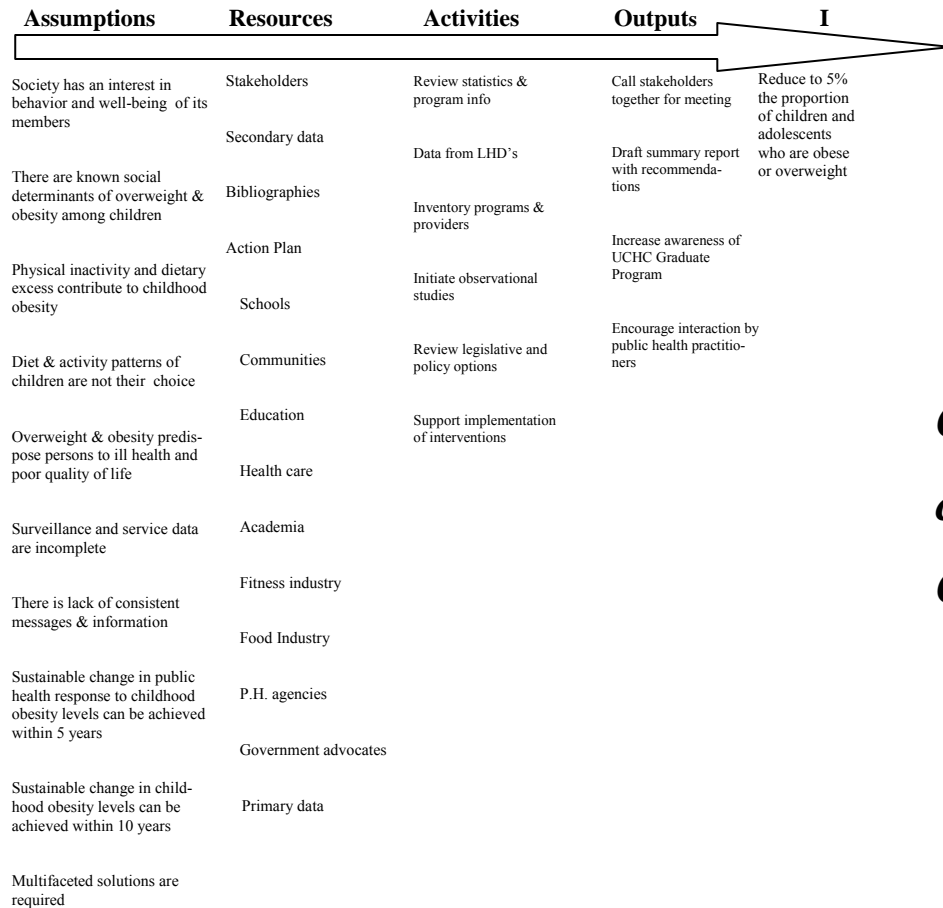 Assumptions Resources Activities Outputs I
Society has an interest in
behavior and well-being of its
members
There are known social
determinants of overweight &
obesity among children
Physical inactivity and dietary
excess contribute to childhood
obesity
Diet & activity patterns of
children are not their choice
Overweight & obesity predis-
pose persons to ill health and
poor quality of life
Surveillance and service data
are incomplete
There is lack of consistent
messages & information
Sustainable change in public
health response to childhood
obesity levels can be achieved
within 5 years
Sustainable change in child-
hood obesity levels can be
achieved within 10 years
Multifaceted solutions are
required
Stakeholders
Secondary data
Bibliographies
Action Plan
Schools
Communities
Education
Health care
Academia
Fitness industry
Food Industry
P.H. agencies
Government advocates
Primary data
Review statistics &
program info
Data from LHD's
Inventory programs &
providers
Initiate observational
studies
Review legislative and
policy options
Support implementation
of interventions
Call stakeholders
together for meeting
Draft summary report
with recommenda-
tions
Increase awareness of
UCHC Graduate
Program
Encourage interaction by
public health practitio-
ners
Reduce to 5%
the proportion
of children and
adolescents
who are obese
or overweight